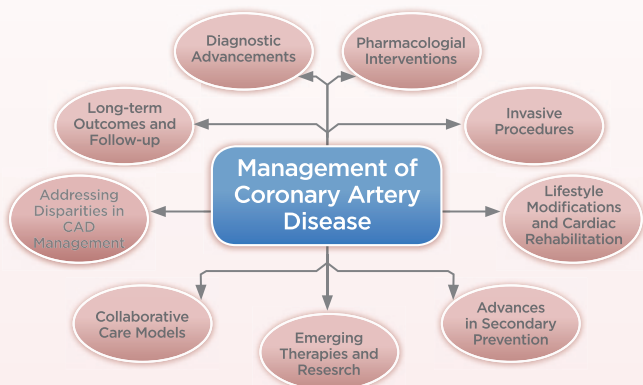 Diagnostic
Advancements
Pharmacologial
Interventions
Long-term
Outcomes and
Follow-up
Invasive
Procedures
Management of
Coronary Artery
Disease
Addressing
Disparities in
CAD
Management
Lifestyle
Modifications
and Cardiac
Rehabilitation
Collaborative
Care Models
Emerging
Therapies and
Resesrch
Advances
in Secondary
Prevention